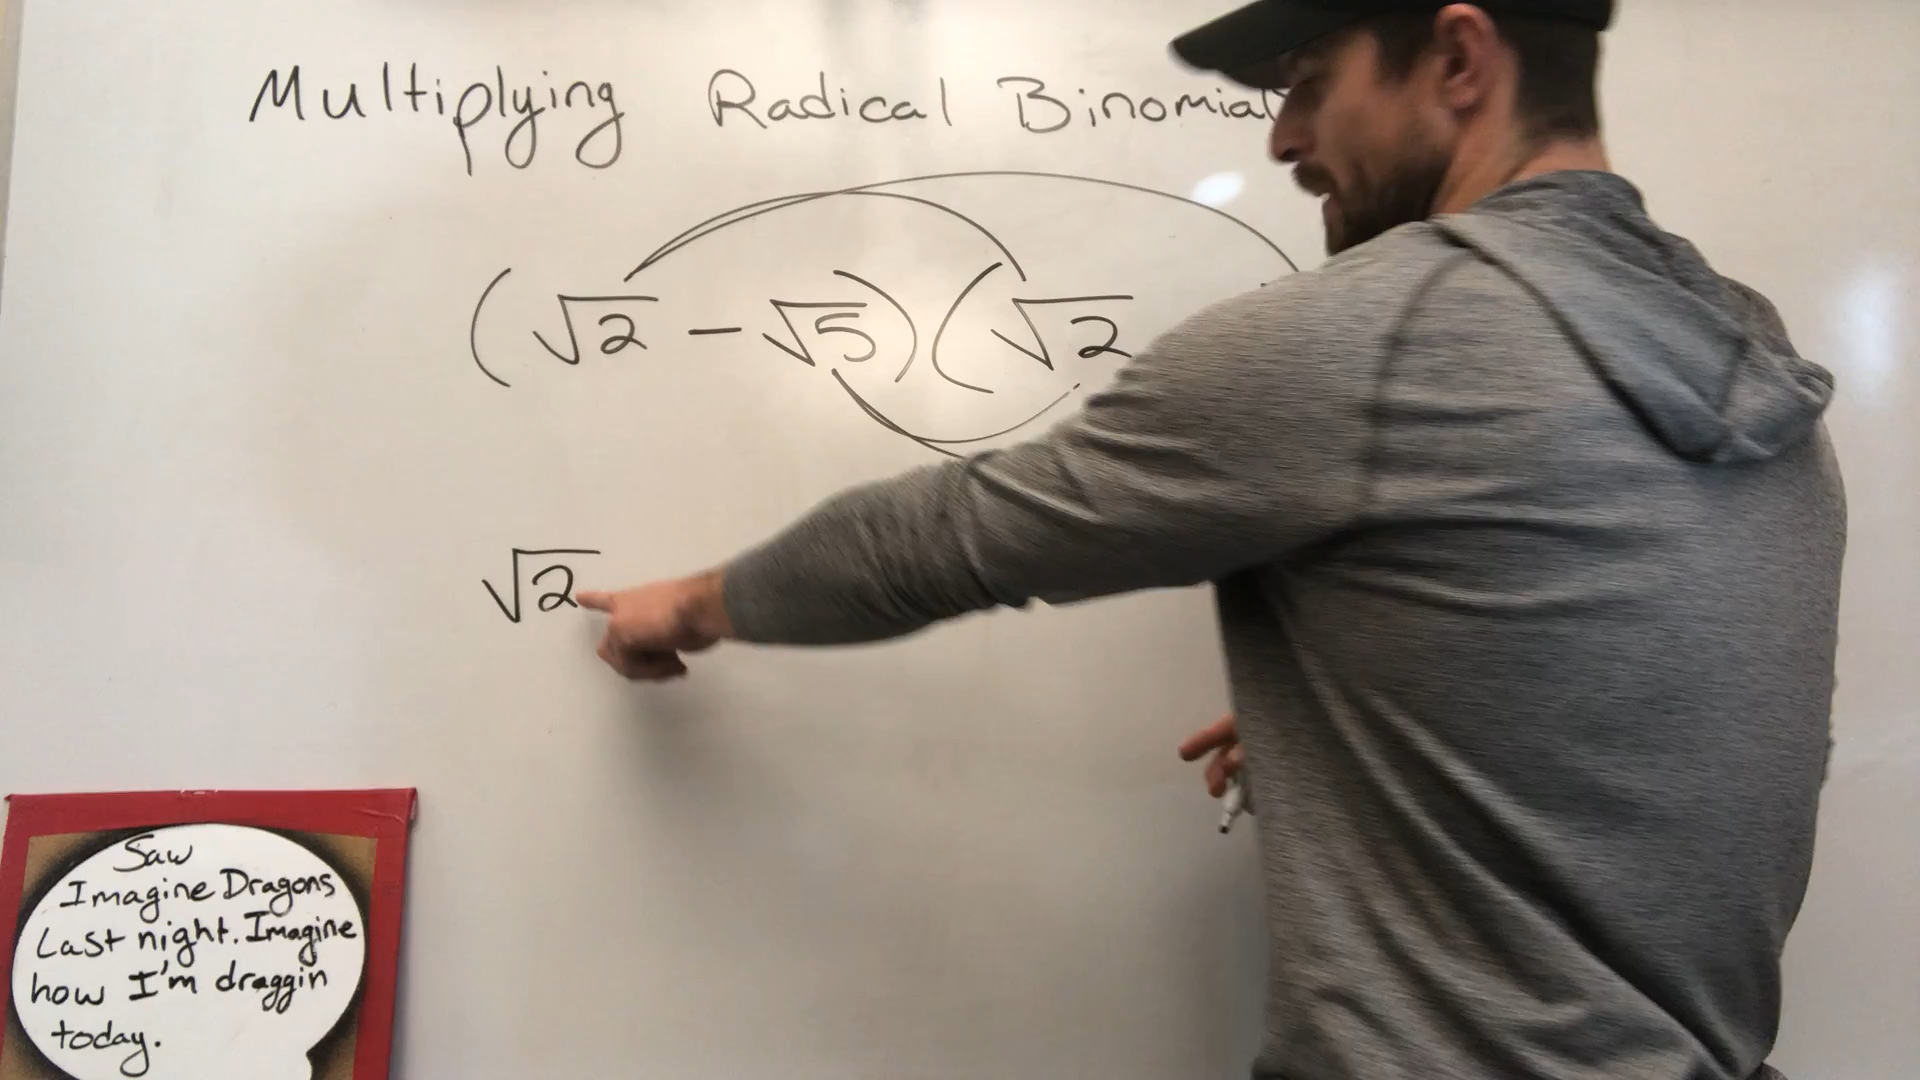 Multiplying Radical Binomial
(√2 - √5)(√2
√2
Saw
Imagine Dragons
Last night. Imagine
how I'm draggin
today.